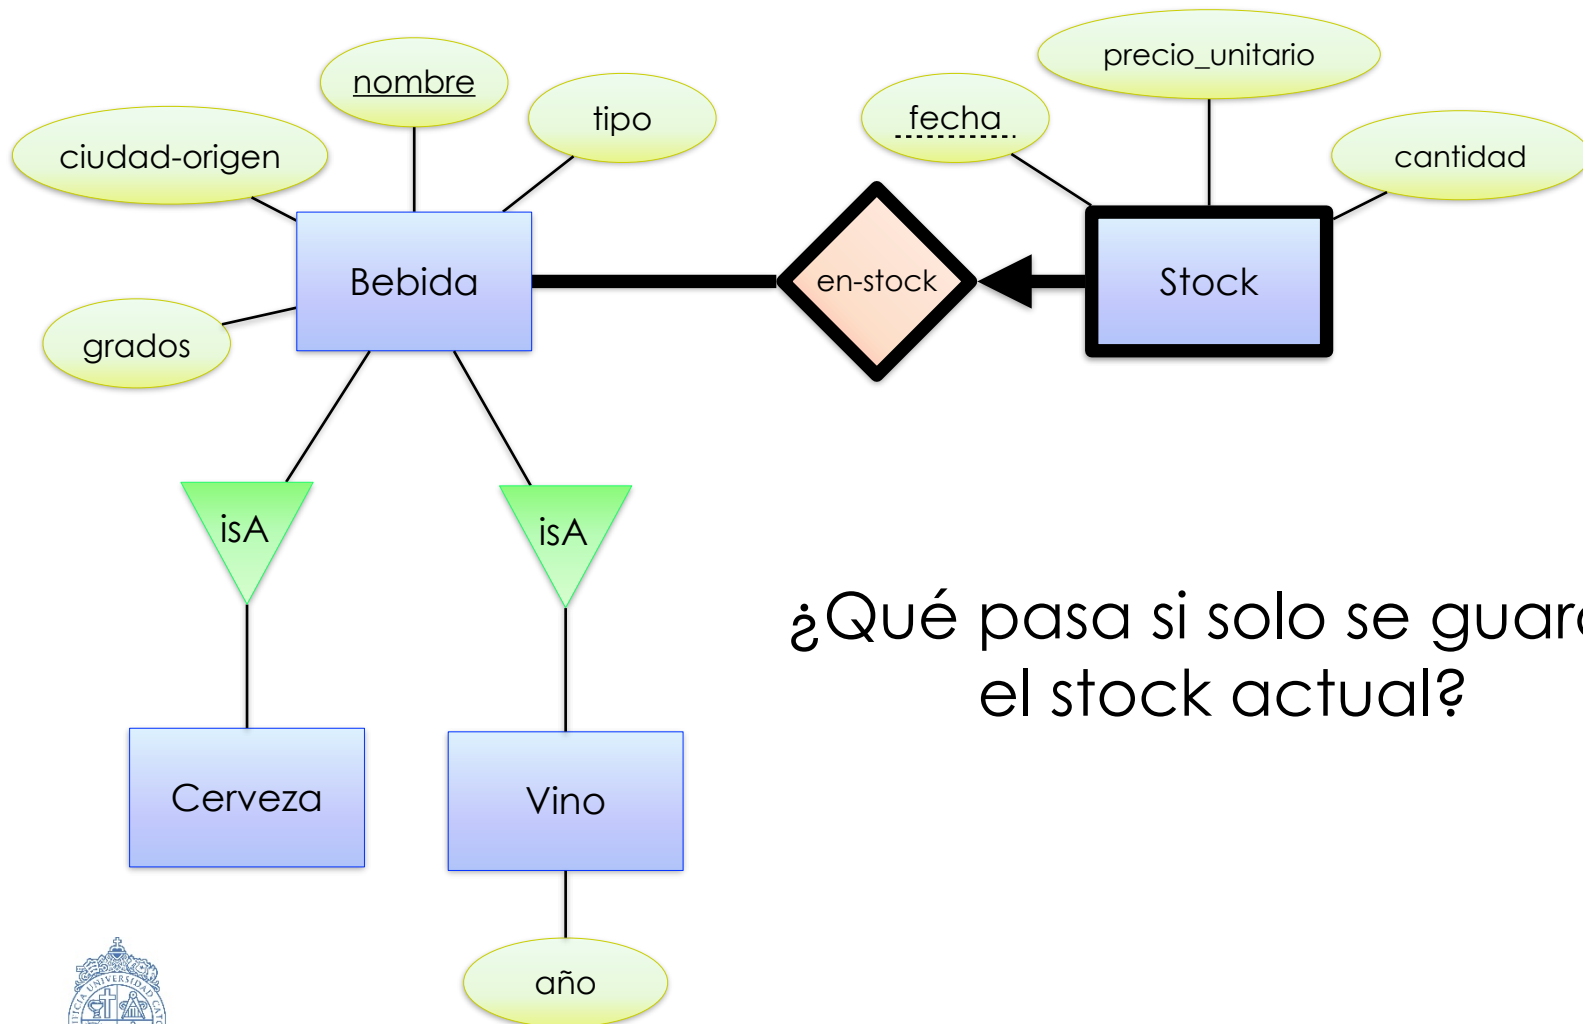 nombre
tipo
ciudad-origen
grados
Bebida
fecha
precio_unitario
cantidad
en-stock
Stock
isA
isA
Cerveza
Vino
año
¿Qué pasa si solo se
el stock actual?
UNIVERSIDAD